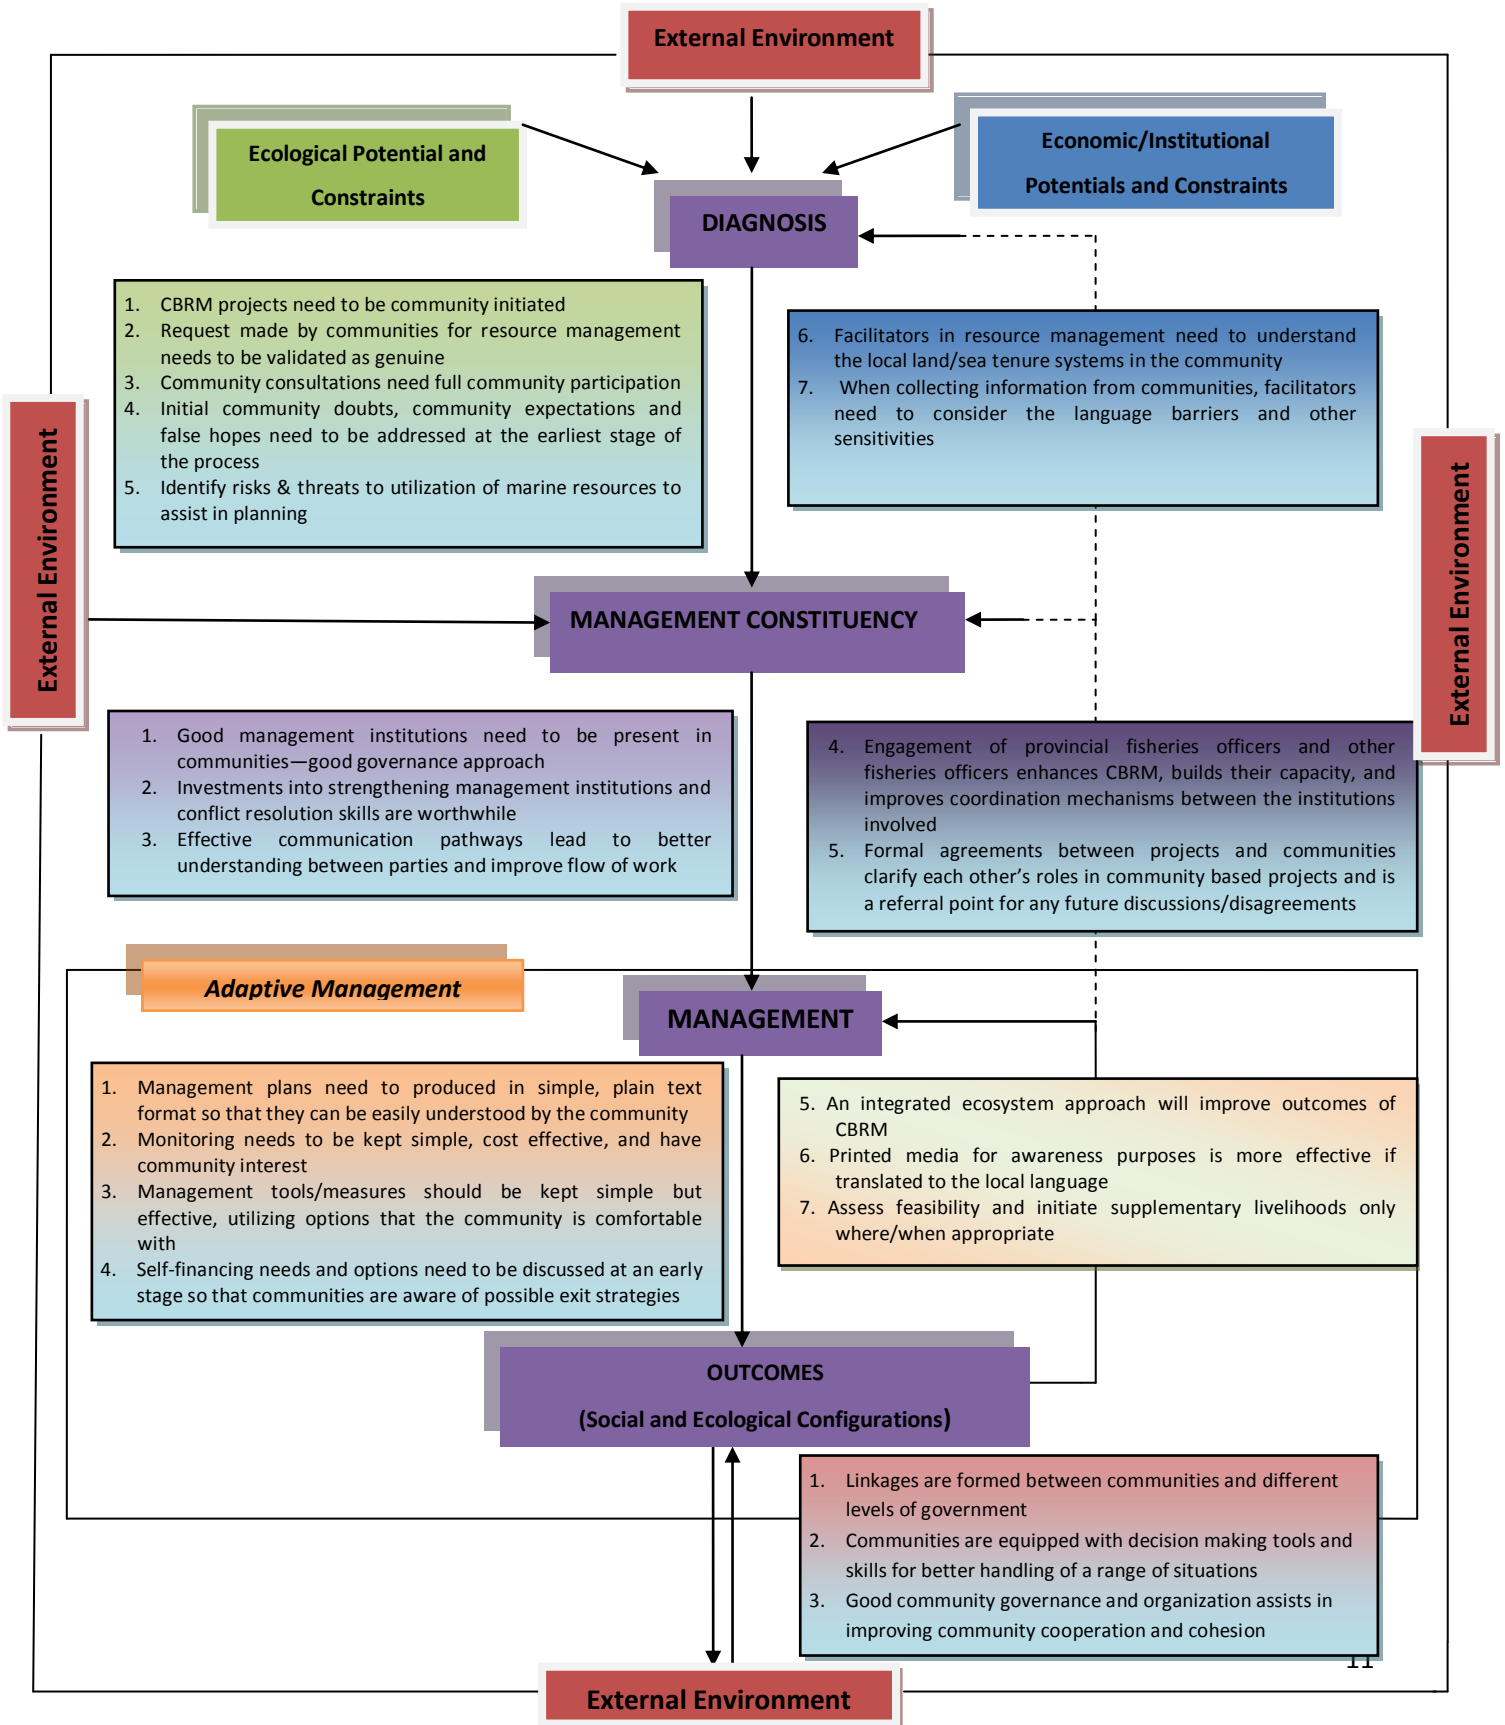 External Environment
Ecological Potential and
Constraints
Economic/Institutional
Potentials and Constraints
DIAGNOSIS
1. CBRM projects need to be community initiated
2. Request made by communities for resource management
needs to be validated as genuine
3. Community consultations need full community participation
4. Initial community doubts, community expectations and
false hopes need to be addressed at the earliest stage of
the process
5. Identify risks & threats to utilization of marine resources to
assist in planning
6. Facilitators in resource management need to understand
the local land/sea tenure systems in the community
7. When collecting information from communities, facilitators
need to consider the language barriers and other
sensitivities
External Environment
External Environment
MANAGEMENT CONSTITUENCY
1. Good management institutions need to be present in
communities—good governance approach
2. Investments into strengthening management institutions and
conflict resolution skills are worthwhile
3. Effective communication pathways lead to better
understanding between parties and improve flow of work
4. Engagement of provincial fisheries officers and other
fisheries officers enhances CBRM, builds their capacity, and
improves coordination mechanisms between the institutions
involved
5. Formal agreements between projects and communities
clarify each other's roles in community based projects and is
a referral point for any future discussions/disagreements
Adaptive Management
MANAGEMENT
1. Management plans need to produced in simple, plain text
format so that they can be easily understood by the community
2. Monitoring needs to be kept simple, cost effective, and have
community interest
3. Management tools/measures should be kept simple but
effective, utilizing options that the community is comfortable
with
4. Self-financing needs and options need to be discussed at an early
stage so that communities are aware of possible exit strategies
5. An integrated ecosystem approach will improve outcomes of
CBRM
6. Printed media for awareness purposes is more effective if
translated to the local language
7. Assess feasibility and initiate supplementary livelihoods only
where/when appropriate
OUTCOMES
(Social and Ecological Configurations)
1. Linkages are formed between communities and different
levels of government
2. Communities are equipped with decision making tools and
skills for better handling of a range of situations
3. Good community governance and organization assists in
improving community cooperation and cohesion
11
External Environment